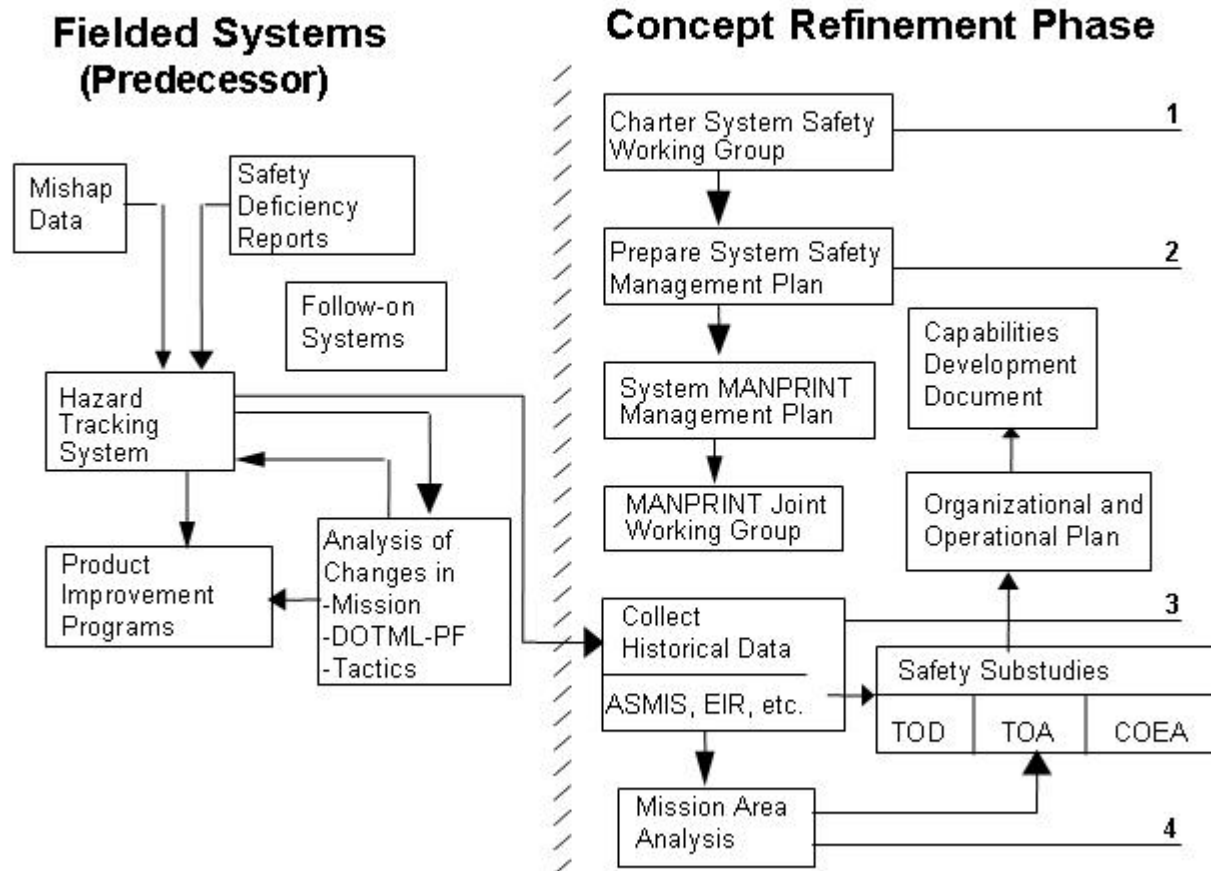 Fielded Systems
(Predecessor)
Mishap
Data
Safety
Deficiency
Reports
Follow-on
Systems
Hazard
Tracking
System
Product
Improvement
Programs
Analysis of
Changes in
-Mission
-DOTML-PF
-Tactics
Concept Refinement Phase
Charter System Safety
Working Group
1
Prepare System Safety
Management Plan
2
System MANPRINT
Management Plan
MANPRINT Joint
Working Group
Capabilities
Development
Document
Organizational and
Operational Plan
Collect
Historical Data
ASMIS, EIR, etc.
3
Safety Substudies
TOD TOA COEA
Mission Area
Analysis
4